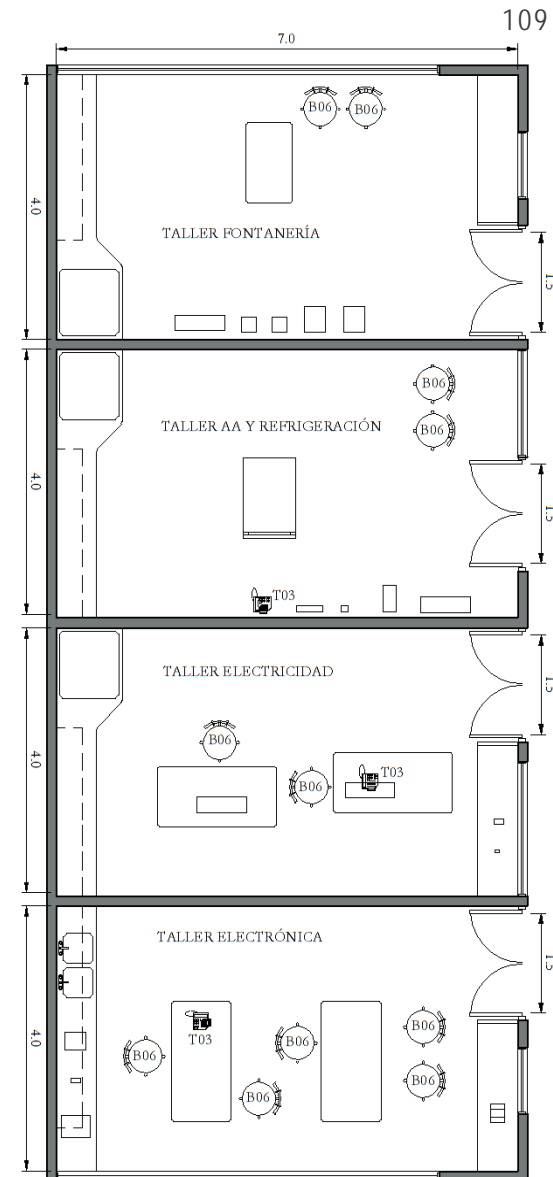 109
7.0
B06
B06
4.0
TALLER FONTANERÍA
1.5
B06
TALLER AA Y REFRIGERACIÓN
B06
4.0
1.5
T03
TALLER ELECTRICIDAD
1.5
B06
4.0
T03
B06
TALLER ELECTRÓNICA
1.5
B06
T03
B06
B06
4.0
B06
B06